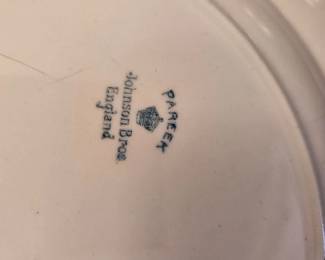 PAREEK
Johnson Bros.
England